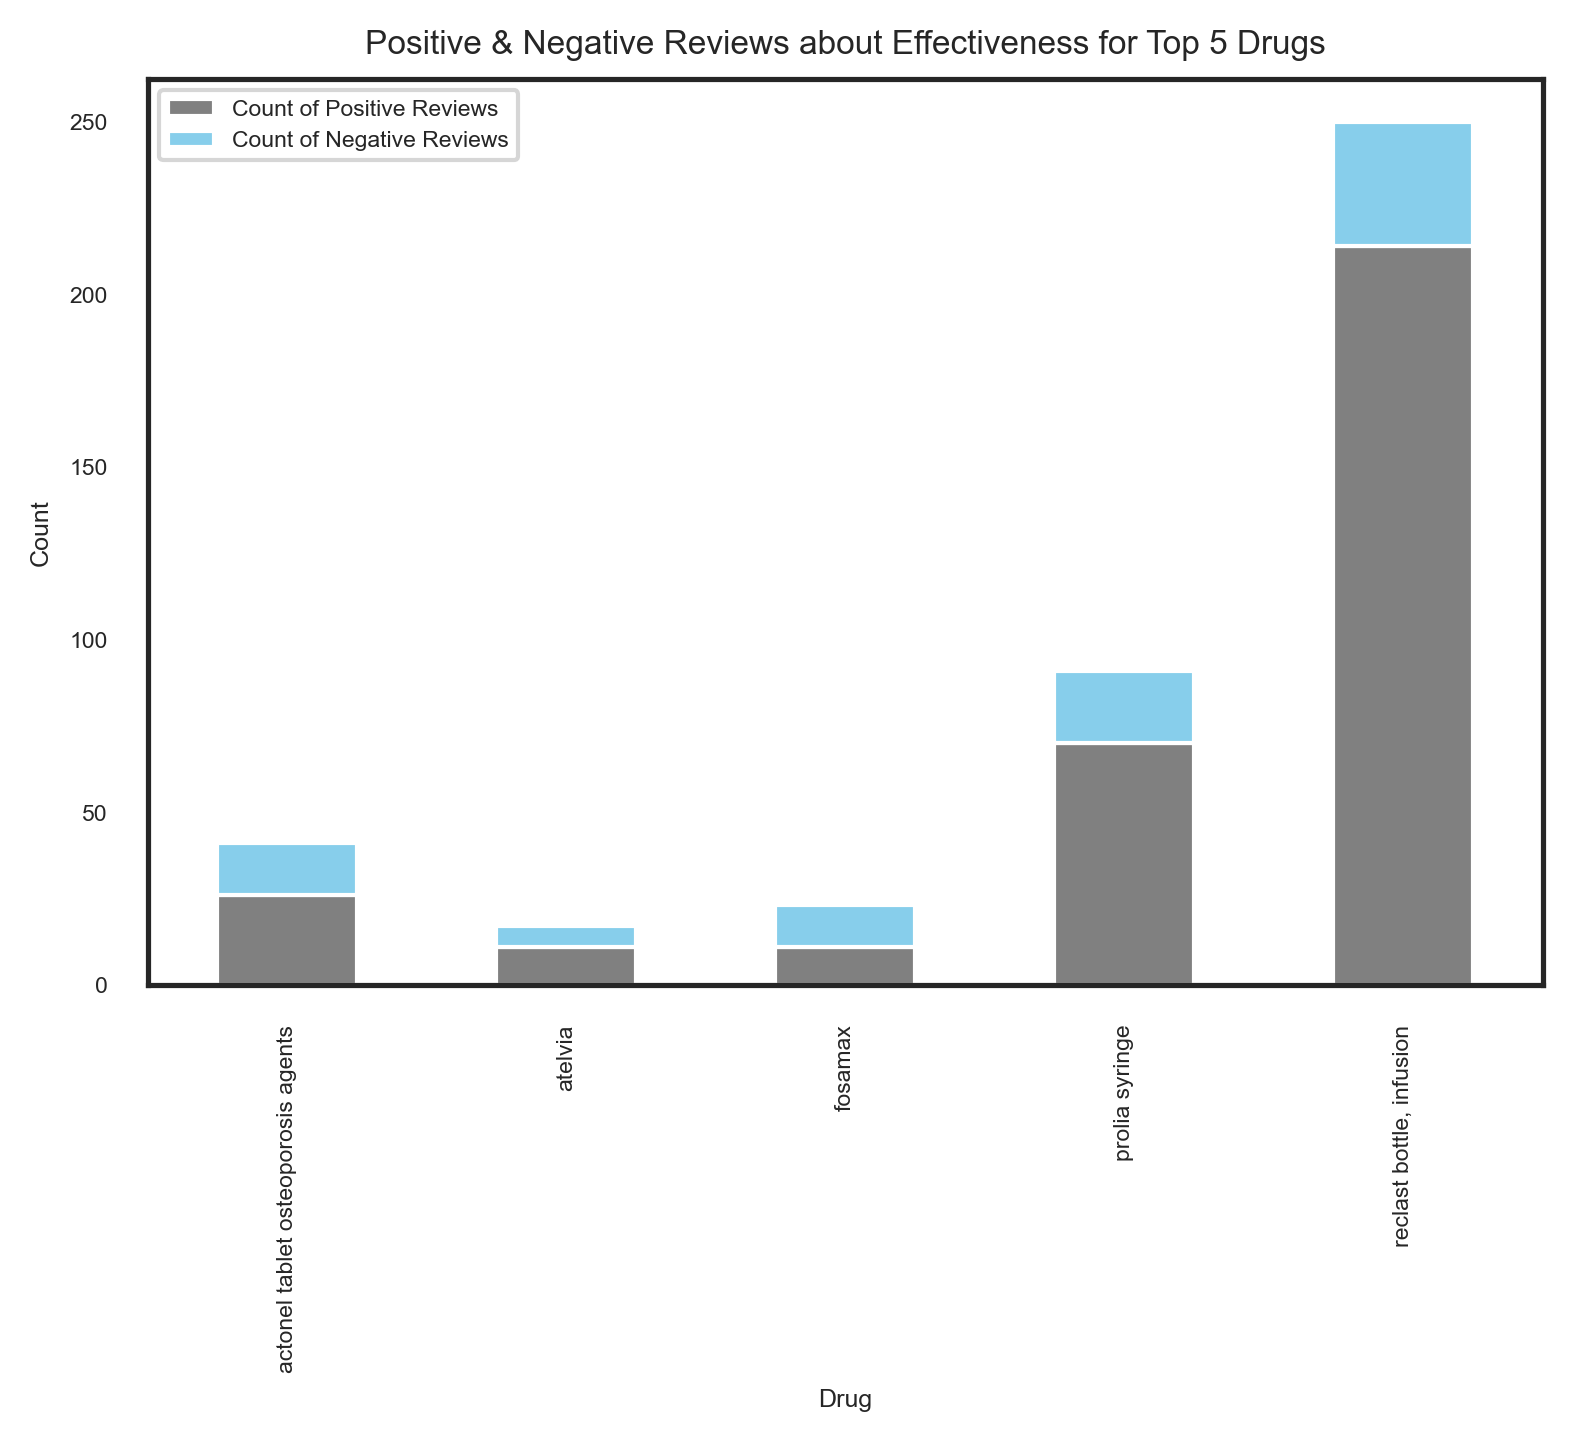 Positive & Negative Reviews about Effectiveness for Top 5 Drugs
Count of Positive Reviews
Count of Negative Reviews
250
200
150
100
50
0
Count
actonel tablet osteoporosis agents
atelvia
fosamax
prolia syringe
reclast bottle, infusion
Drug